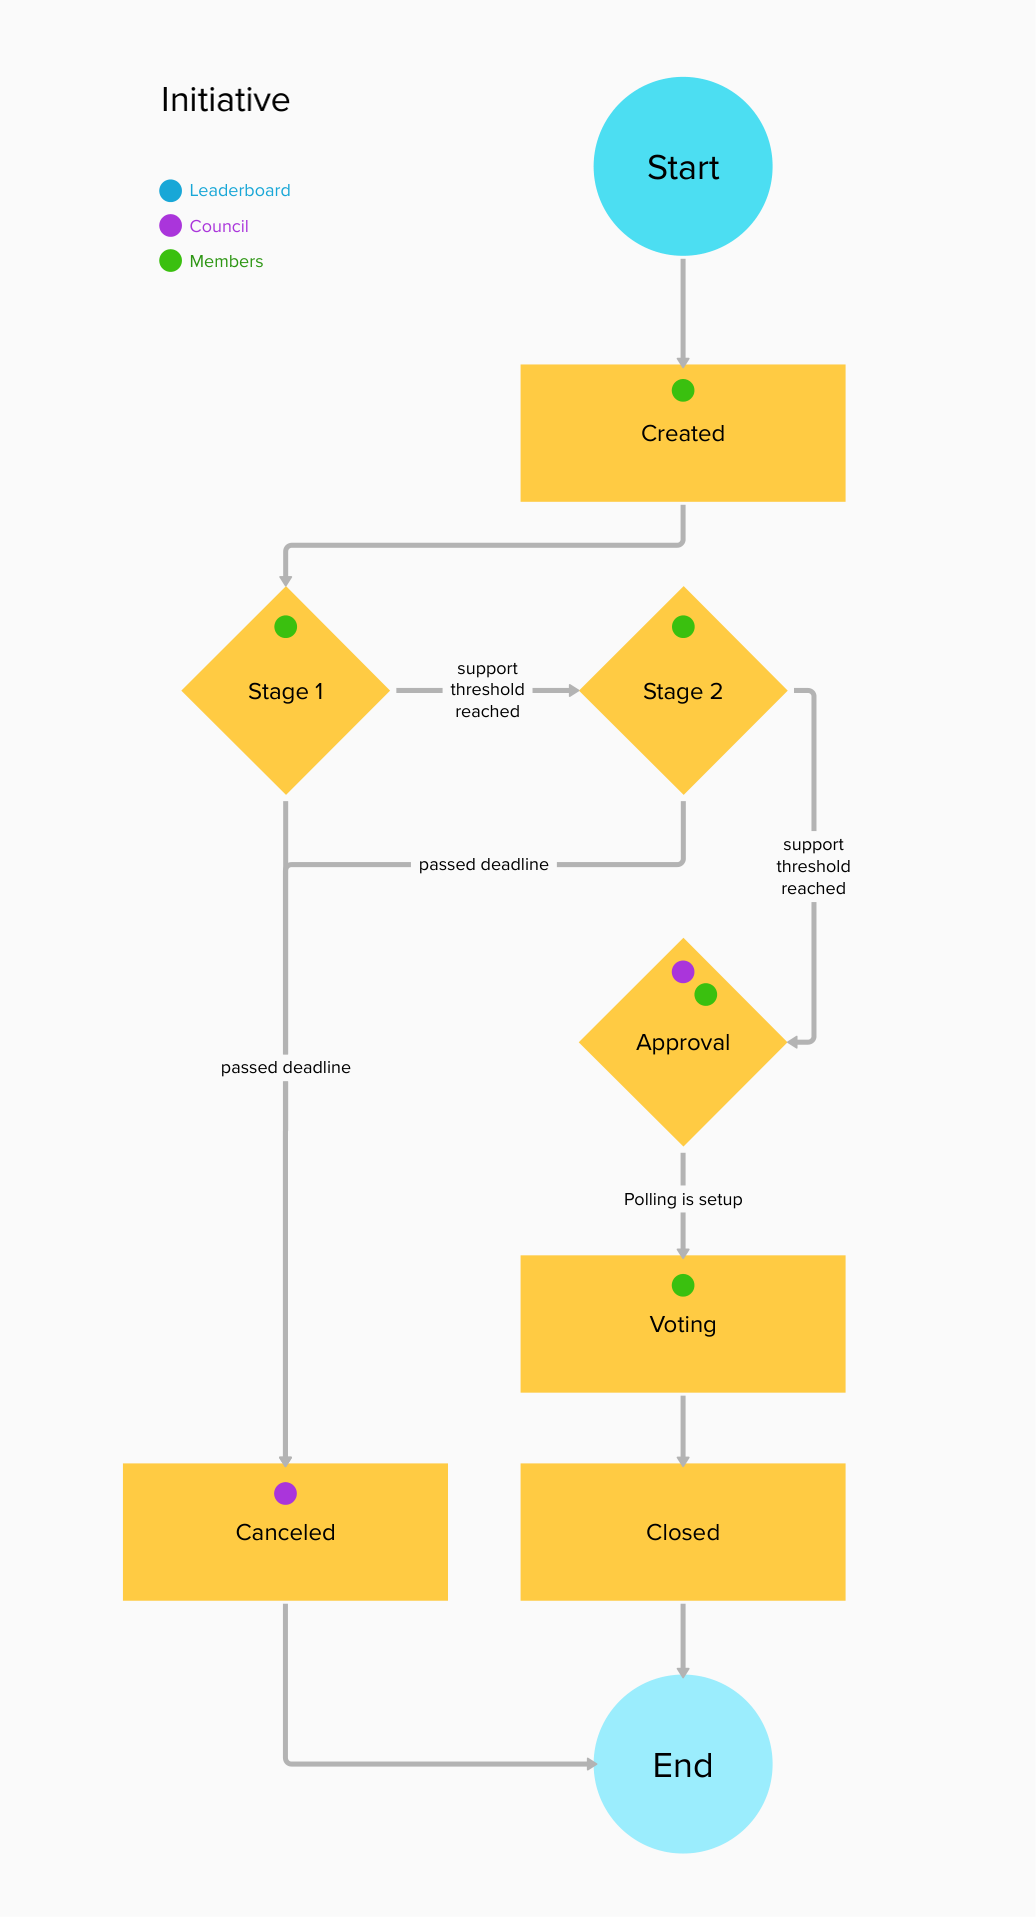 Initiative
Leaderboard
Council
Members
Start
Created
Stage 1
support
threshold
reached
Stage 2
support
threshold
reached
passed deadline
Approval
passed deadline
Polling is setup
Voting
Canceled
Closed
End